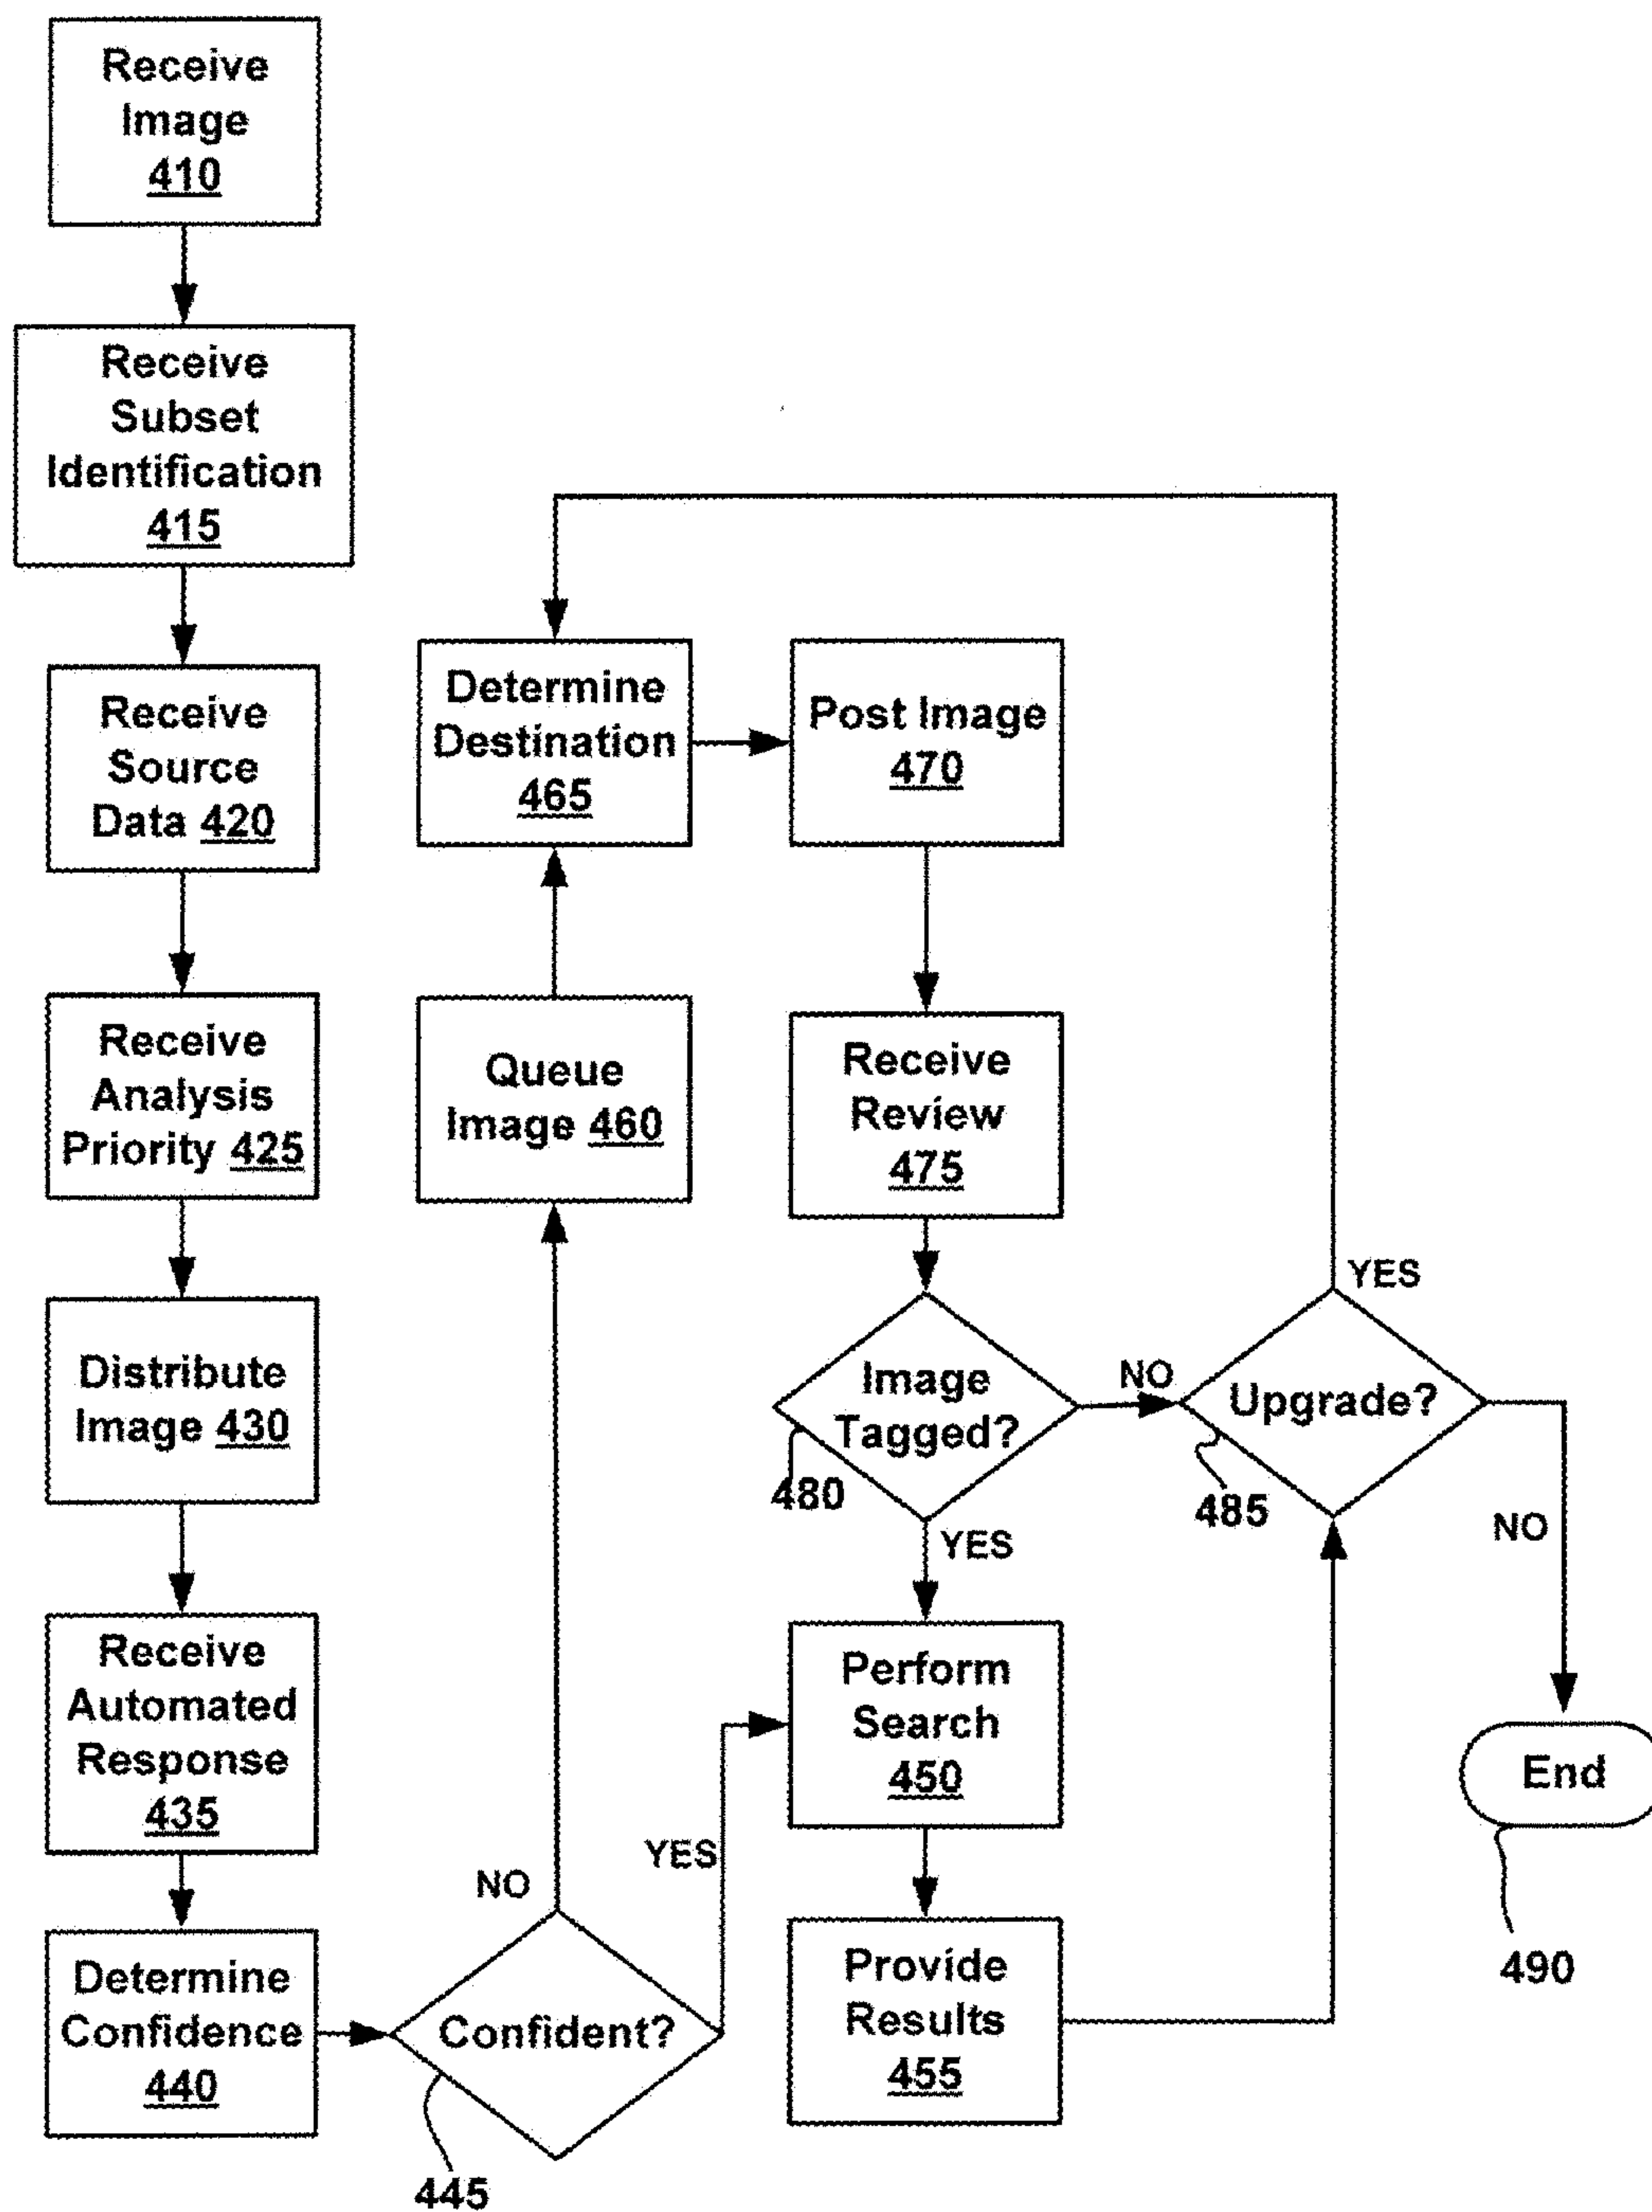 Receive
Image
410
Receive
Subset
Identification
415
Receive
Source
Data 420
Receive
Analysis
Priority 425
Distribute
Image 430
Receive
Automated
Response
435
Determine
Confidence
440
Confident?
445
NO
YES
Queue
Image 460
Determine
Destination
465
Post Image
470
Receive
Review
475
Image
Tagged?
480
NO
YES
Perform
Search
450
Provide
Results
455
Upgrade?
485
YES
NO
End
490